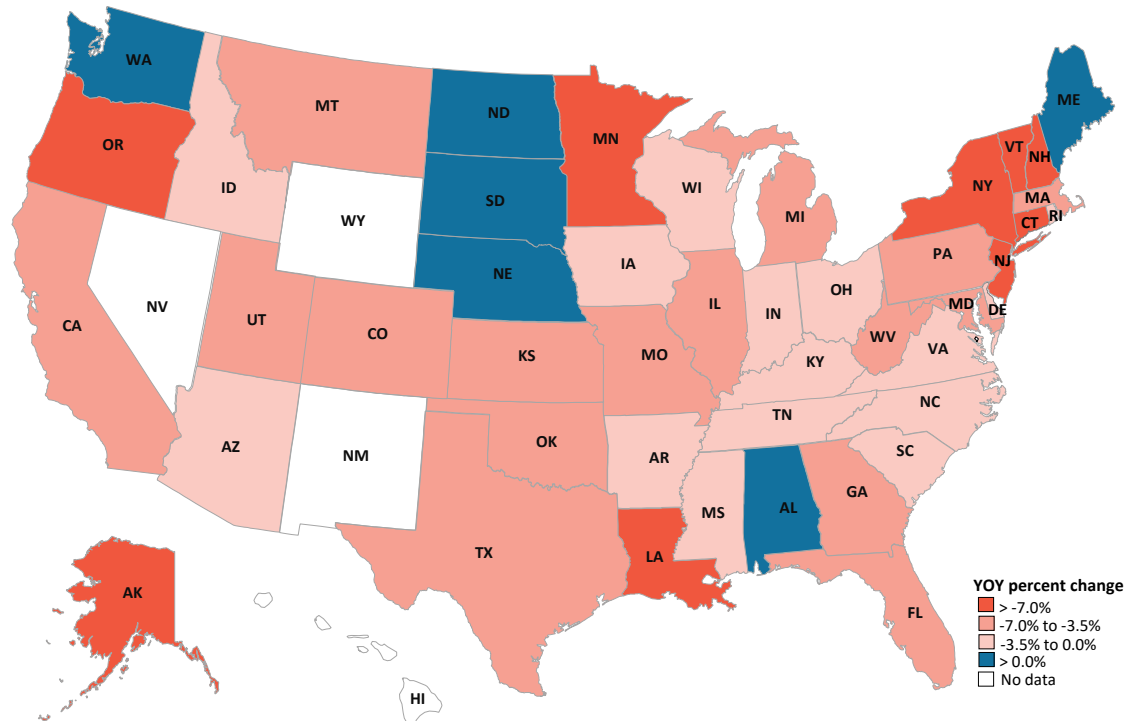 WA
ME
MT
ND
MN
OR
VT
NH
ID
WI
NY
SD
MA
WY
MI
CT
RI
PA
NE
IA
NJ
OH
MD
NV
IL
IN
DE
UT
CA
CO
WV
KS
MO
VA
KY
NC
TN
AZ
OK
NM
AR
SC
GA
MS
AL
TX
LA
AK
FL
HI
YOY percent change
> -7.0%
-7.0% to -3.5%
-3.5% to 0.0%
> 0.0%
No data